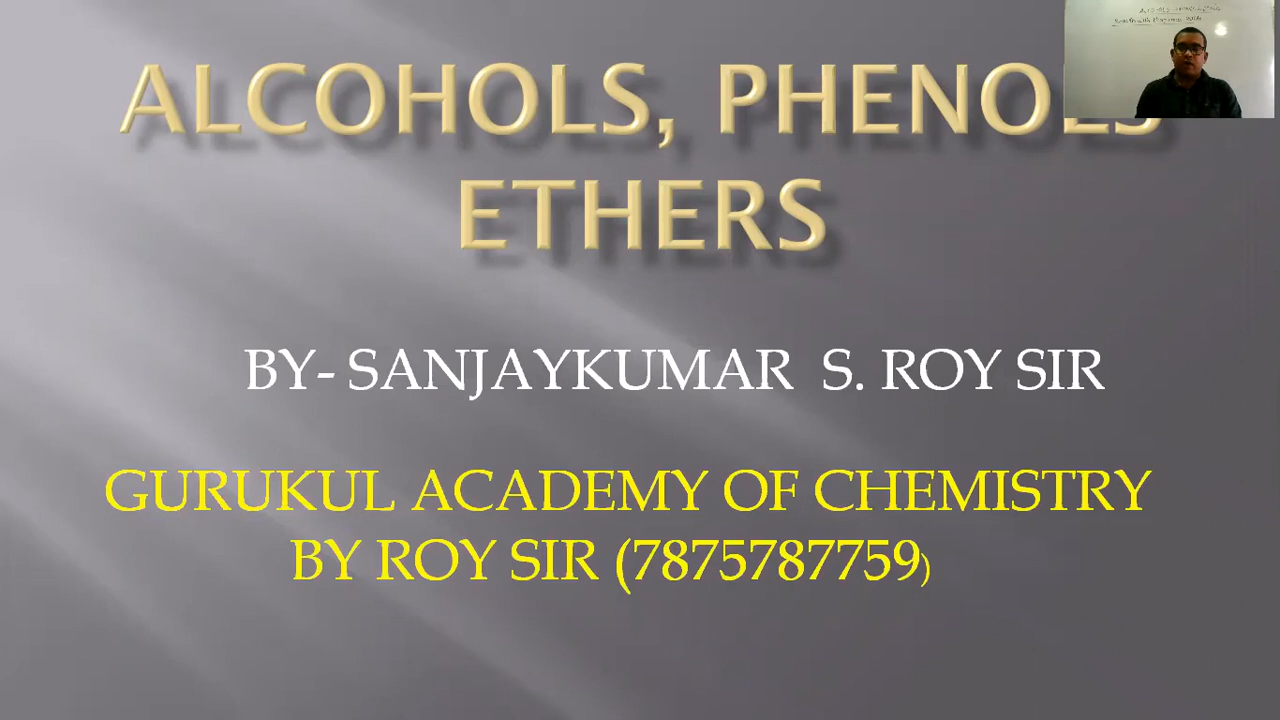 ALCOHOLS, PHENOLS
ETHERS
BY- SANJAYKUMAR S. ROY SIR
GURUKUL ACADEMY OF CHEMISTRY
BY ROY SIR (7875787759)